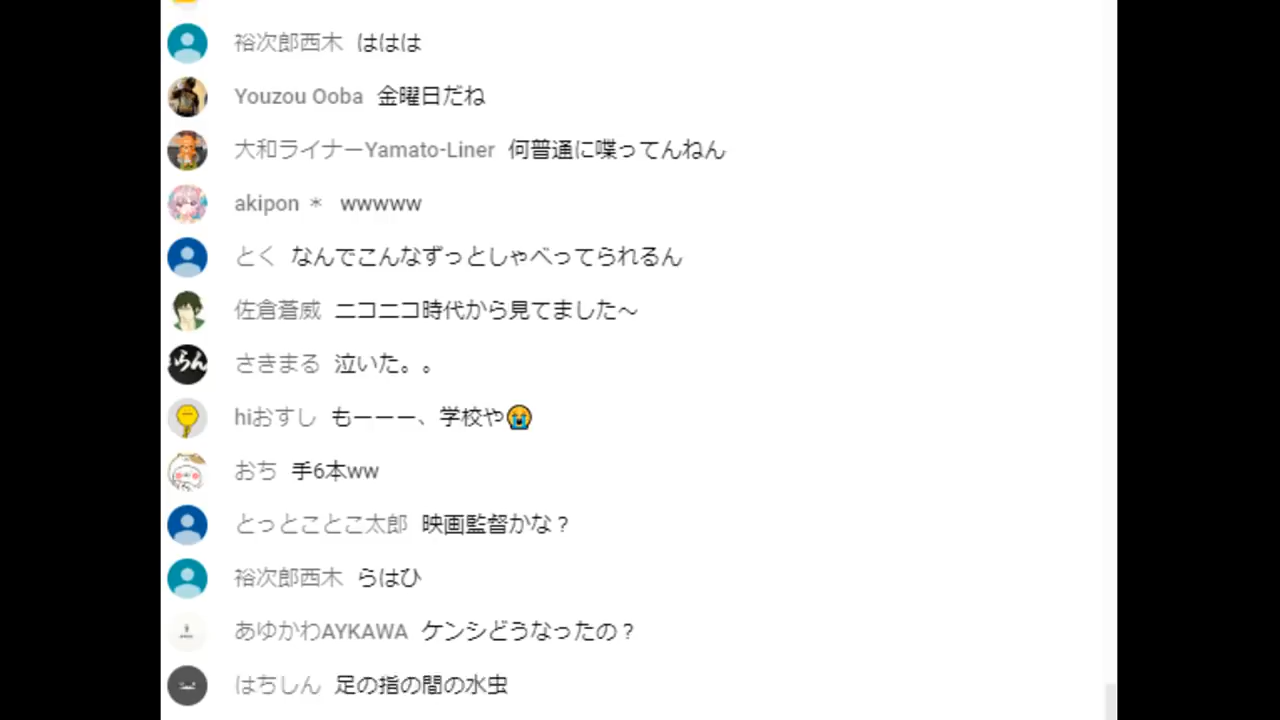 裕次郎西木 ははは
Youzou Ooba 金曜日だね
大和ライナーYamato-Liner 何普通に喋ってんねん
akipon ＊ wwwww
とく なんでこんなずっとしゃべってられるん
佐倉蒼威 ニコニコ時代から見てました〜
らん
さきまる 泣いた。。
hiおすし もーーー、学校や😭
おち 手6本ww
とっとことこ太郎 映画監督かな？
裕次郎西木 らはひ
あゆかわAYKAWA ケンシどうなったの？
はちしん 足の指の間の水虫